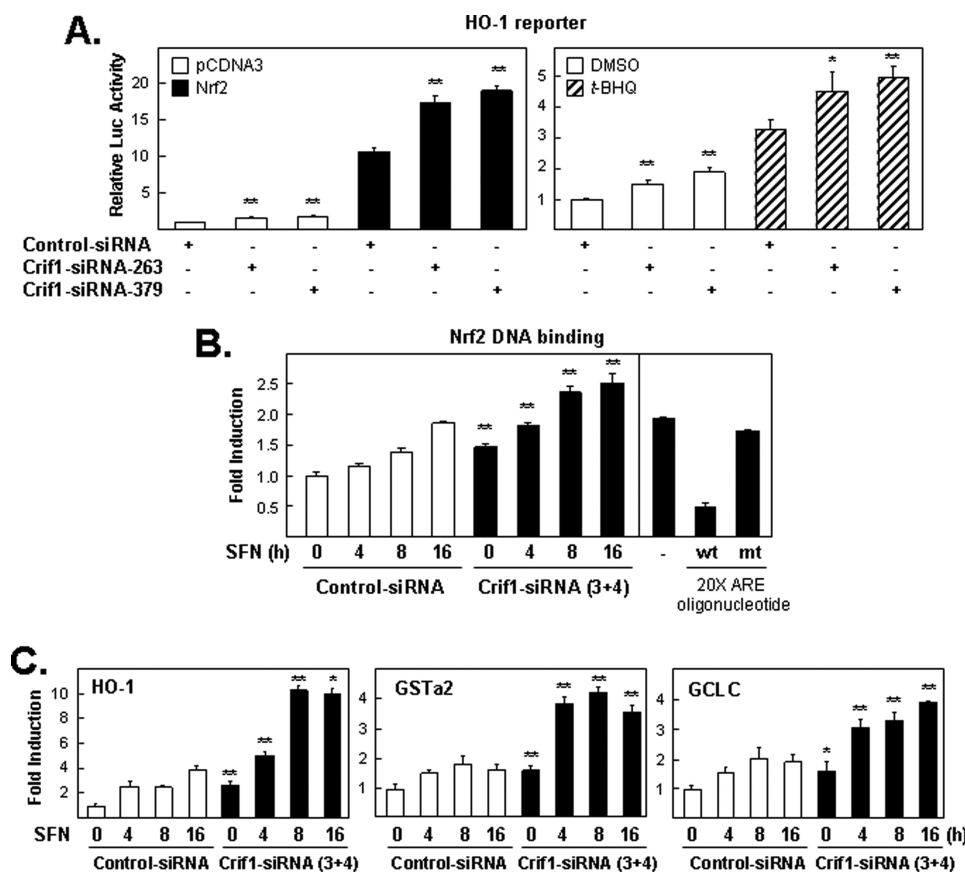 A.
HO-1 reporter
Relative Luc Activity
20
15
10
5
pCDNA3
Nrf2
** ** ** **
5
4
3
2
1
DMSO
t-BHQ
** ** * **
Control-siRNA + - - + - - + - - + - -
Crif1-siRNA-263 - + - - + - - + - - + -
Crif1-siRNA-379 - - + - - + - - + - - +
B.
Nrf2 DNA binding
Fold Induction
2.5
2.0
1.5
1.0
0.5
** ** ** **
SFN (h) 0 4 8 16 0 4 8 16 - wt mt
Control-siRNA Crif1-siRNA (3+4) 20X ARE
oligonucleotide
C.
Fold Induction
HO-1
10
8
6
4
2
** ** ** *
GSTa2
4
3
2
1
** ** ** **
GCLC
4
3
2
1
* ** ** **
SFN 0 4 8 16 0 4 8 16 0 4 8 16 0 4 8 16 0 4 8 16 0 4 8 16 (h)
Control-siRNA Crif1-siRNA (3+4) Control-siRNA Crif1-siRNA (3+4) Control-siRNA Crif1-siRNA (3+4)